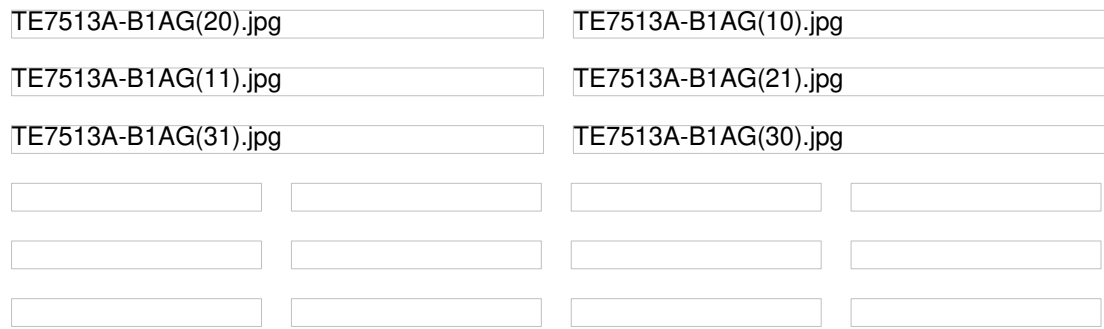 TE7513A-B1AG(20).jpg
TE7513A-B1AG(10).jpg
TE7513A-B1AG(11).jpg
TE7513A-B1AG(21).jpg
TE7513A-B1AG(31).jpg
TE7513A-B1AG(30).jpg